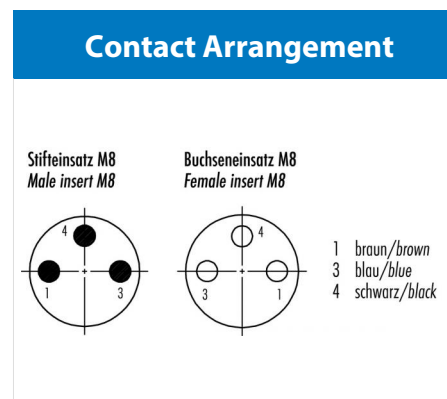 Contact Arrangement
Stifteinsatz M8
Male insert M8
Buchseneinsatz M8
Female insert M8
4
1
3
4
3
1
1 braun/brown
3 blau/blue
4 schwarz/black